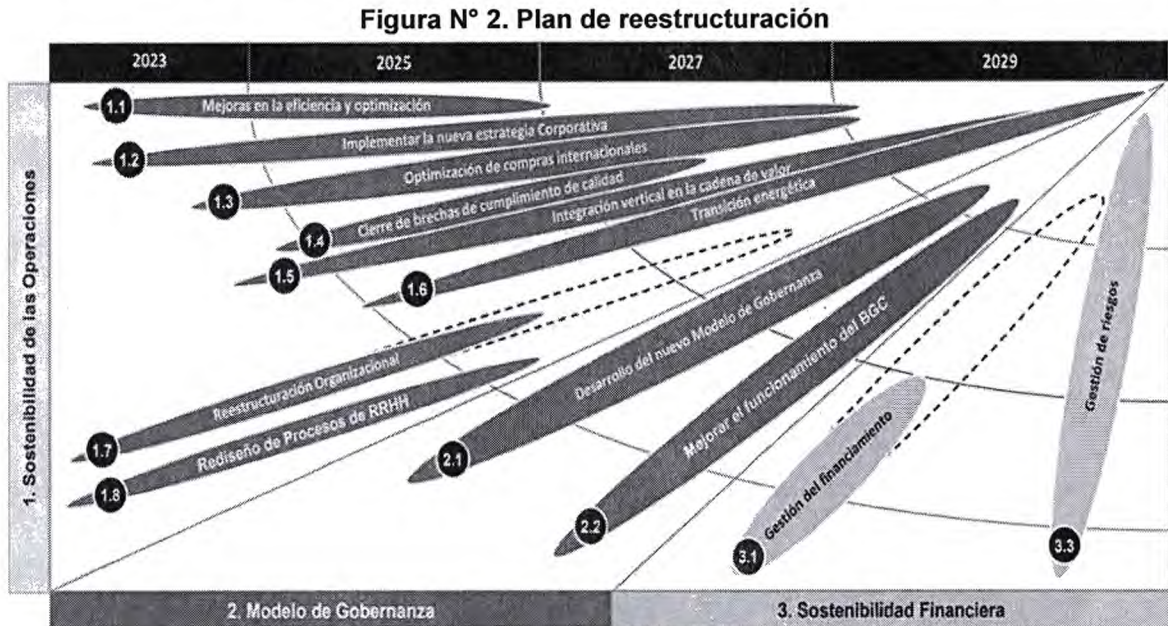 Figura N° 2. Plan de reestructuración
2023 2025 2027 2029
1. Sostenibilidad de las Operaciones
1.1 Mejoras en la eficiencia y optimización
1.2 Implementar la nueva estrategia Corporativa
1.3 Optimización de compras internacionales
1.4 Cierre de brechas de cumplimiento de calidad
1.5 Integración vertical en la cadena de valor
1.6 Transición energética
1.7 Reestructuración Organizacional
1.8 Rediseño de Procesos de RRHH
2.1 Desarrollo del nuevo Modelo de Gobernanza
2.2 Mejorar el funcionamiento del BGC
3.1 Gestión del financiamiento
3.3 Gestión de riesgos
2. Modelo de Gobernanza
3. Sostenibilidad Financiera